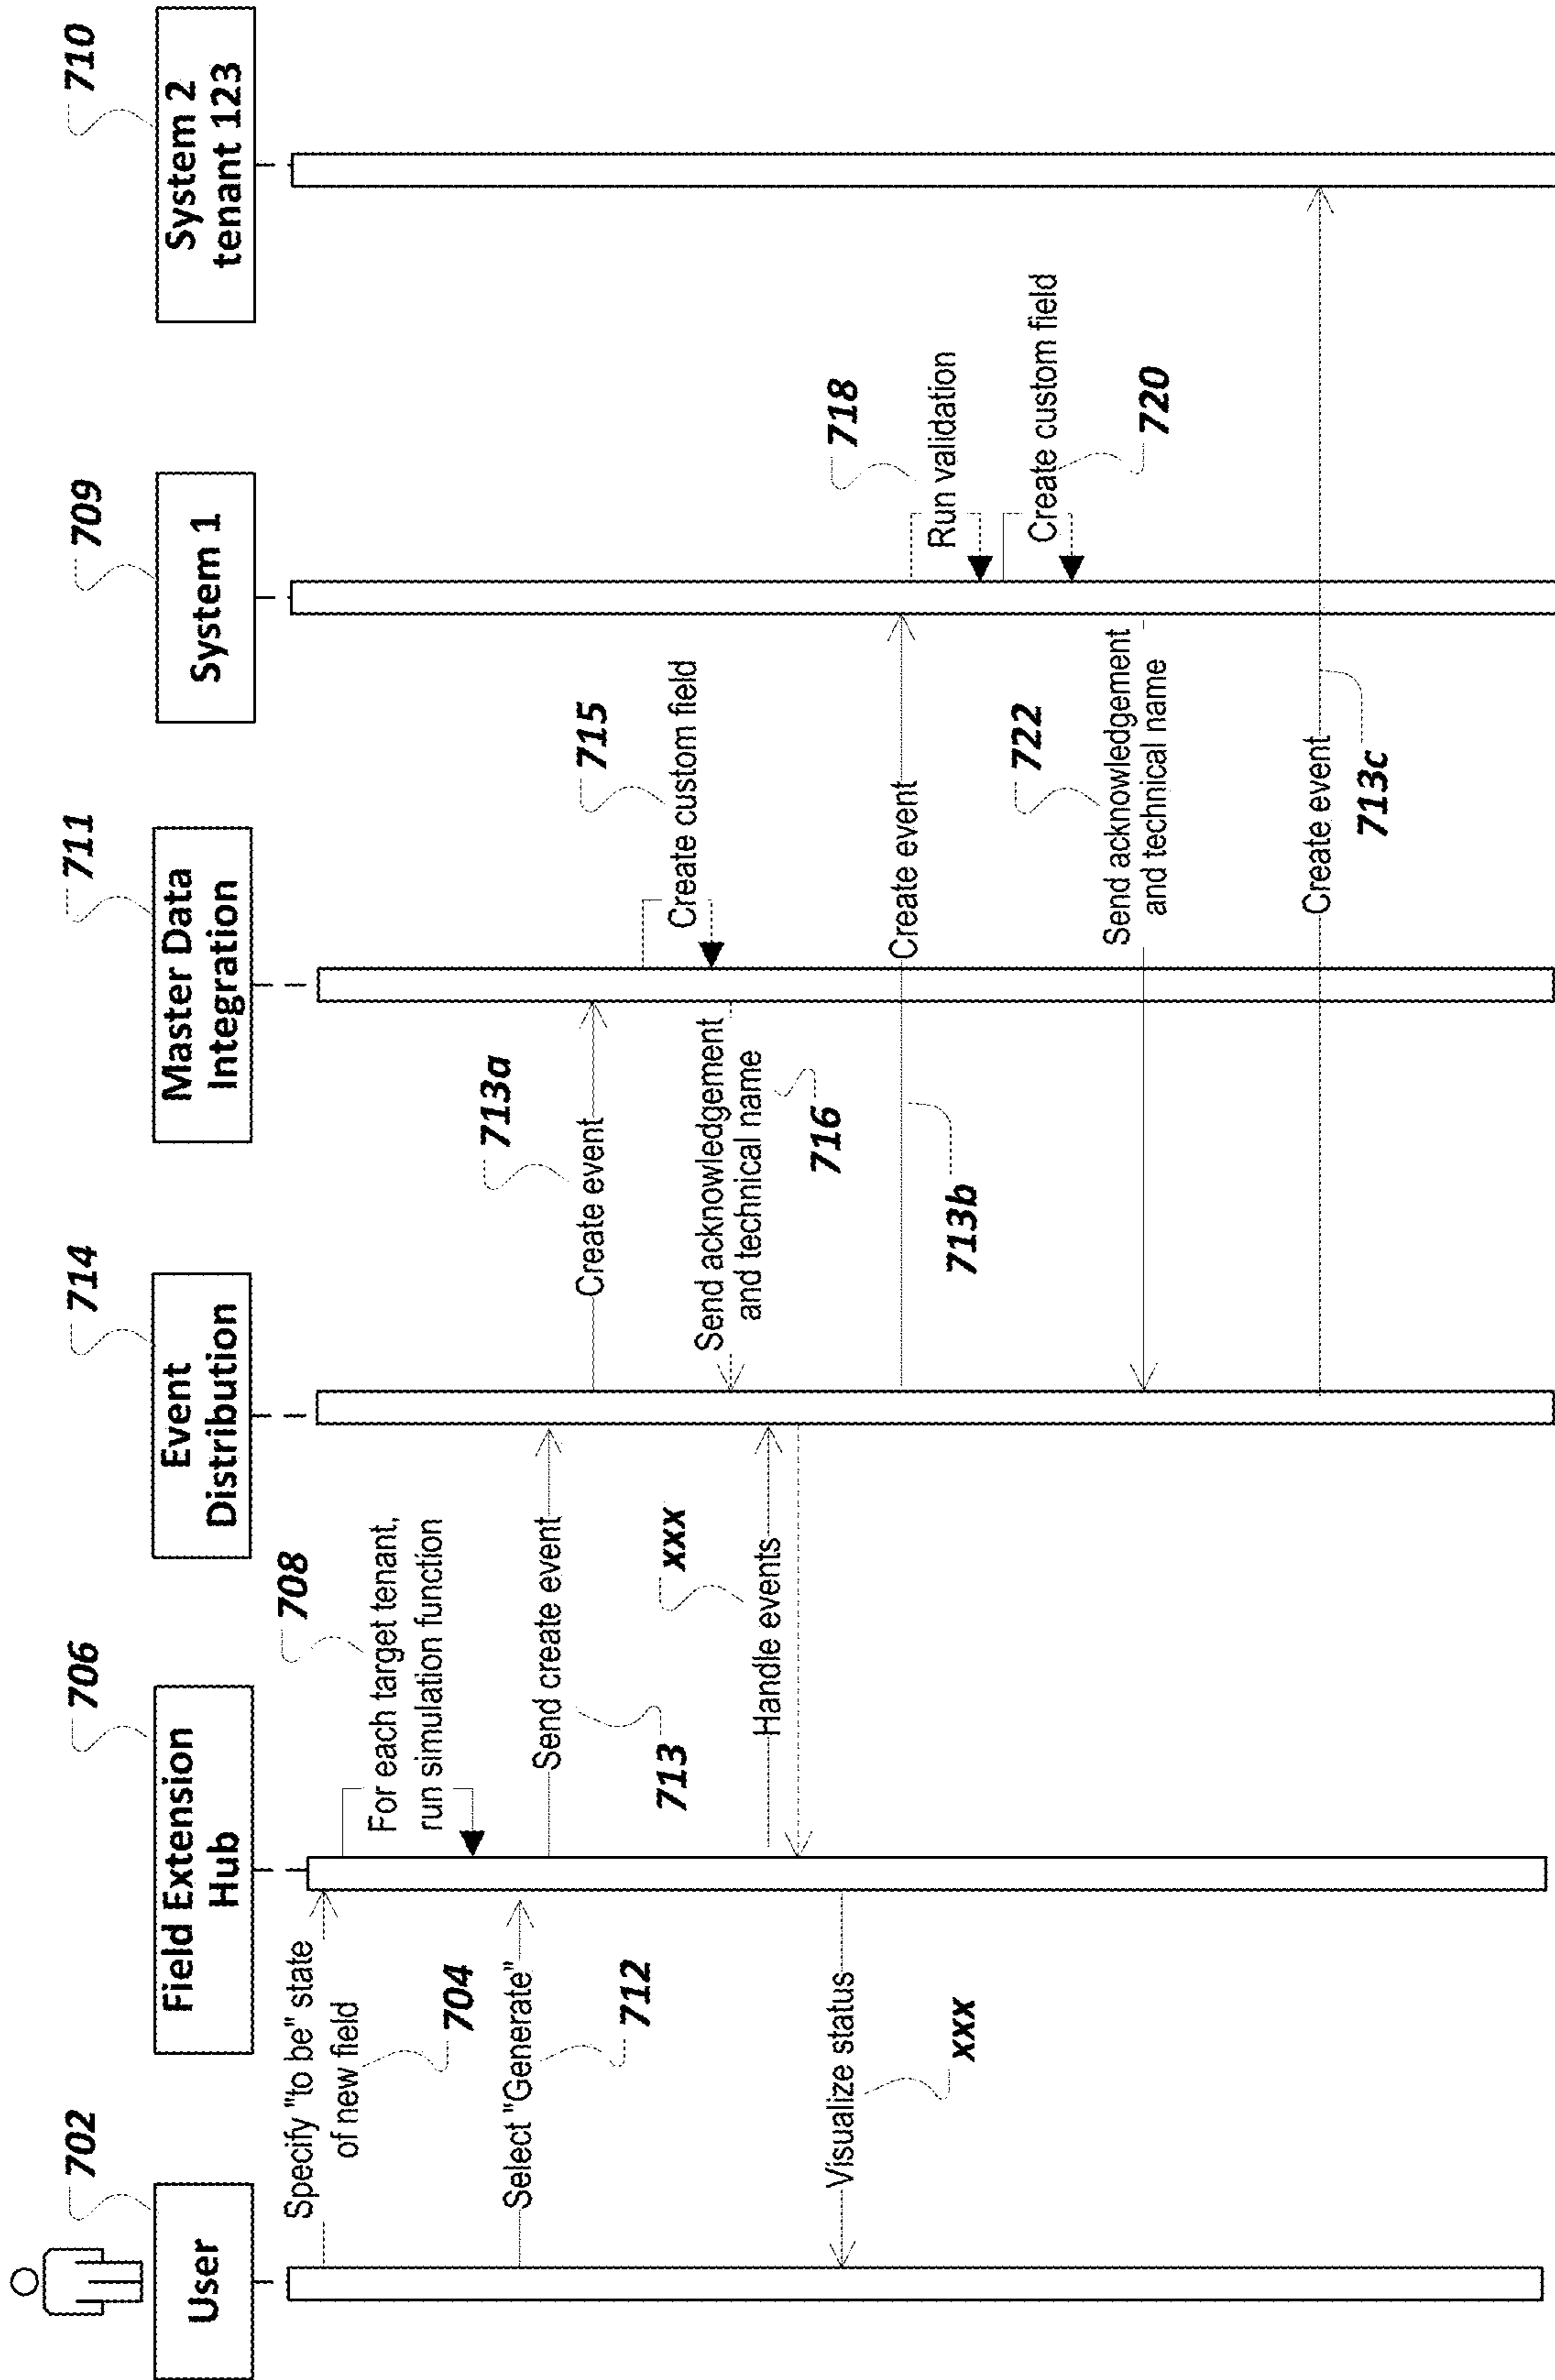 702
706
714
711
709
710
User
Field Extension
Hub
Event
Distribution
Master Data
Integration
System 1
System 2
tenant 123
Specify "to be" state
of new field
704
708
For each target tenant,
run simulation function
Select "Generate"
712
Send create event
713
713a
Create event
715
Create custom field
Send acknowledgement
and technical name
716
xxx
Handle events
Visualize status
xxx
Create event
713b
718
Run validation
Create custom field
720
722
Send acknowledgement
and technical name
Create event
713c